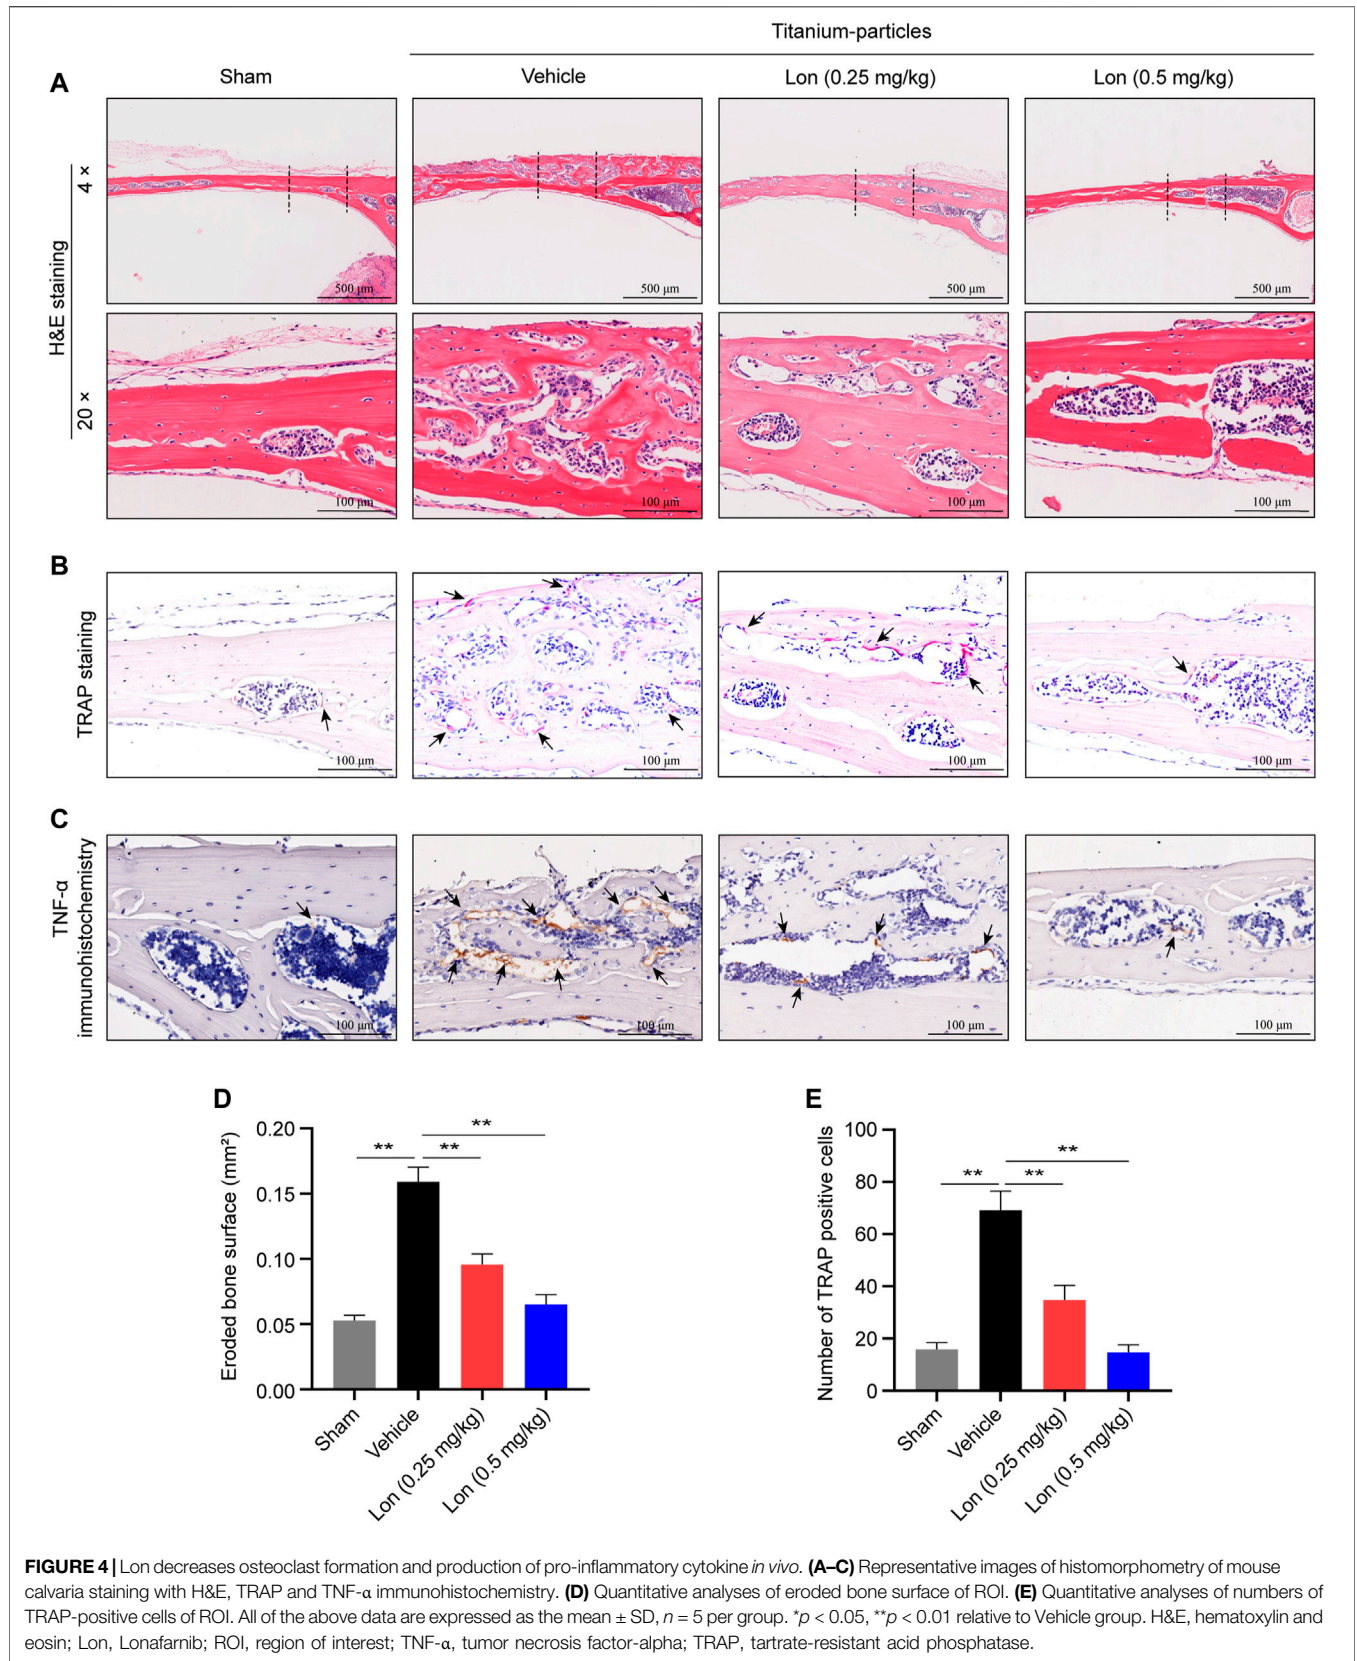 Titanium-particles
Sham Vehicle Lon (0.25 mg/kg) Lon (0.5 mg/kg)
A
H&E staining
4 ×
500 μm 500 μm 500 μm 500 μm
20 ×
100 μm 100 μm 100 μm 100 μm
B
TRAP staining
100 μm 100 μm 100 μm 100 μm
C
TNF-α
immunohistochemistry
100 μm 100 μm 100 μm 100 μm
D
Eroded bone surface (mm²)
0.20
0.15
0.10
0.05
0.00
** ** **
Sham Vehicle Lon (0.25 mg/kg) Lon (0.5 mg/kg)
E
Number of TRAP positive cells
100
80
60
40
20
0
** ** **
Sham Vehicle Lon (0.25 mg/kg) Lon (0.5 mg/kg)
FIGURE 4 | Lon decreases osteoclast formation and production of pro-inflammatory cytokine in vivo. (A–C) Representative images of histomorphometry of mouse
calvaria staining with H&E, TRAP and TNF-α immunohistochemistry. (D) Quantitative analyses of eroded bone surface of ROI. (E) Quantitative analyses of numbers of
TRAP-positive cells of ROI. All of the above data are expressed as the mean ± SD, n = 5 per group. *p < 0.05, **p < 0.01 relative to Vehicle group. H&E, hematoxylin and
eosin; Lon, Lonafarnib; ROI, region of interest; TNF-α, tumor necrosis factor-alpha; TRAP, tartrate-resistant acid phosphatase.